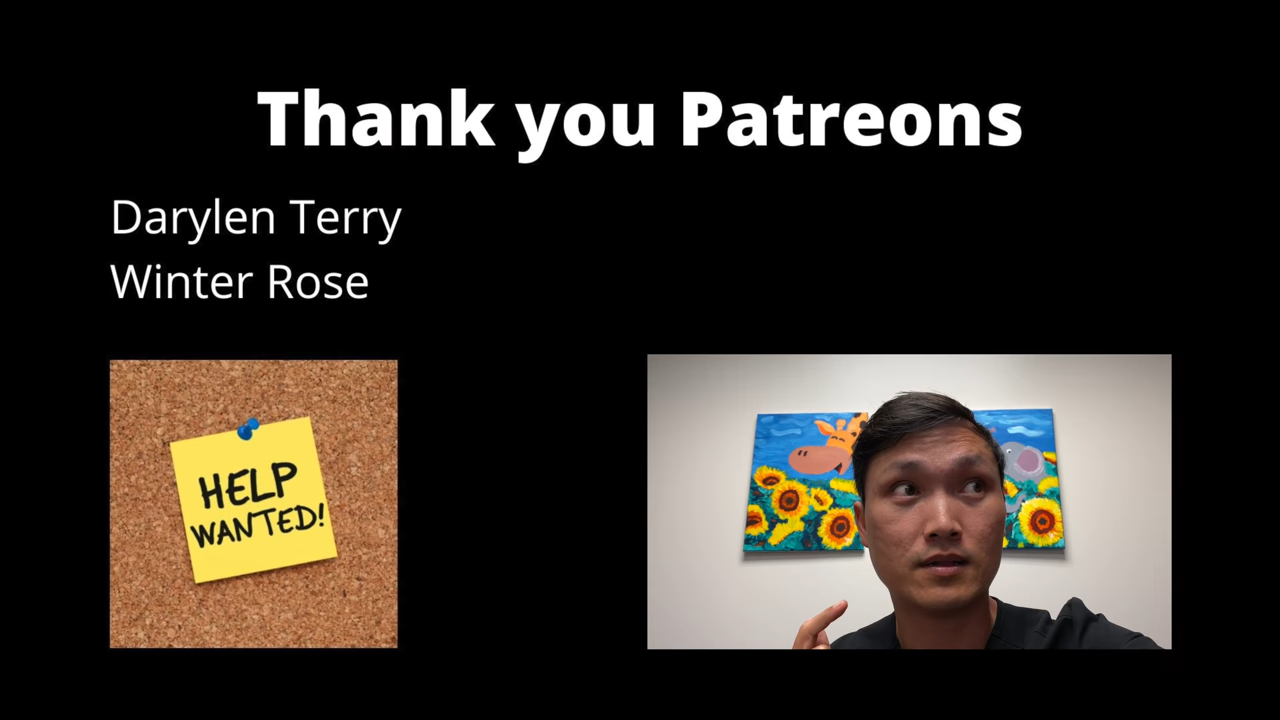 Thank you Patreons
Darylen Terry
Winter Rose
HELP
WANTED!